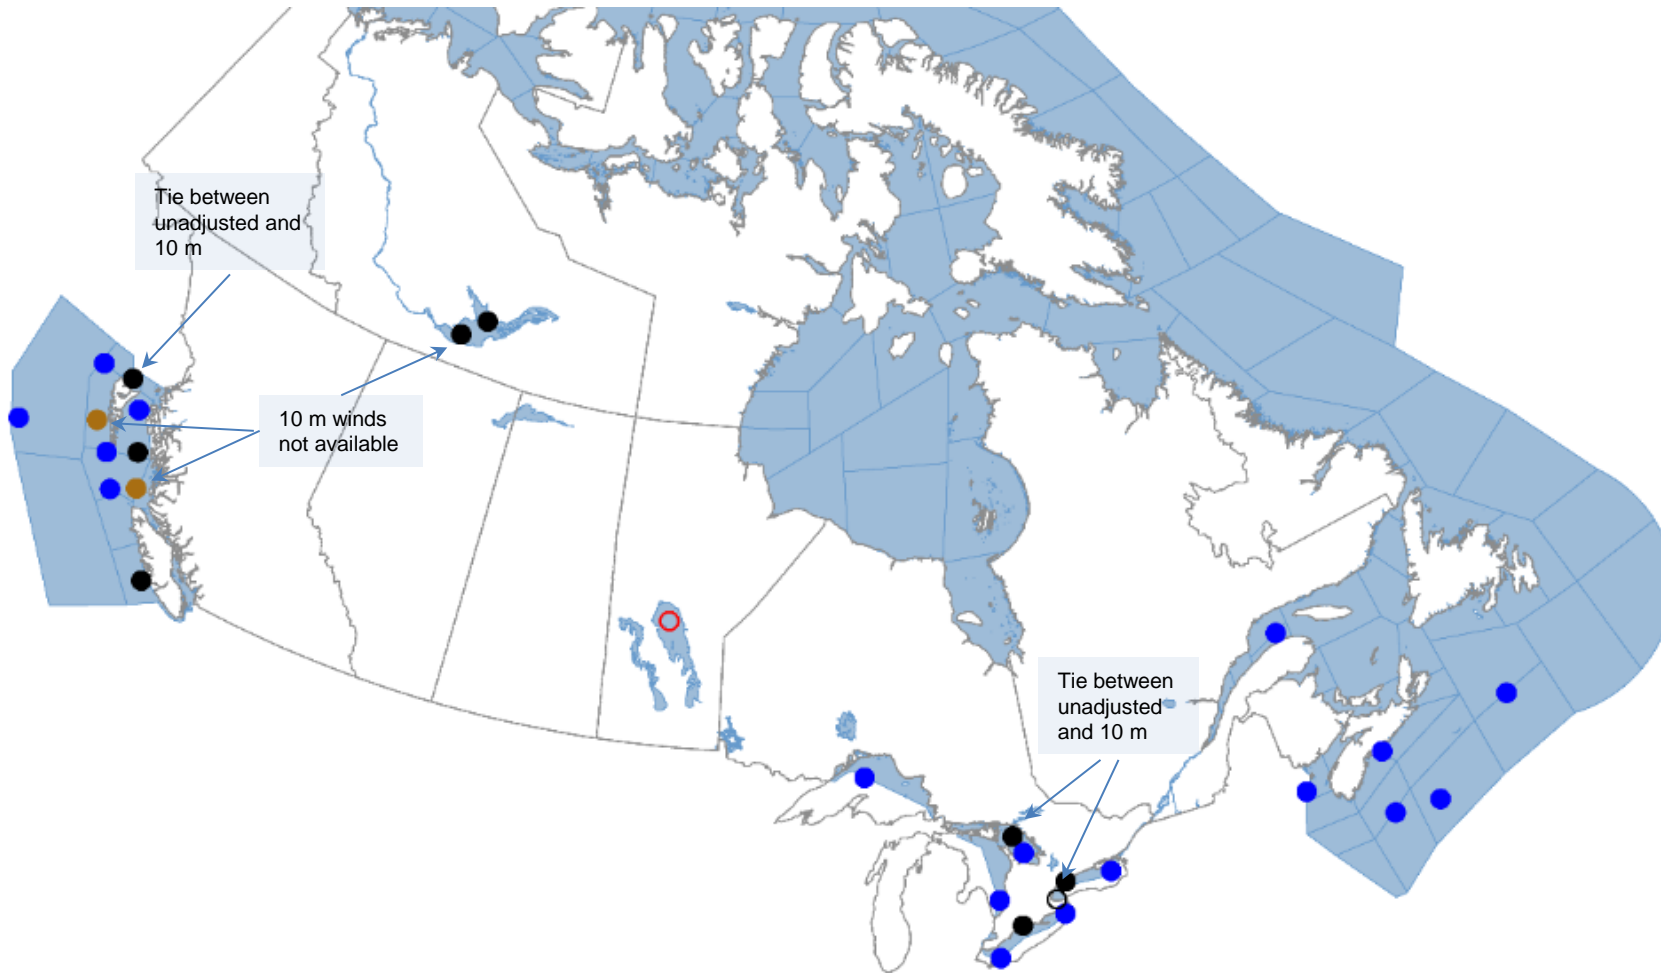 Tie between
unadjusted and
10 m
10 m winds
not available
Tie between
unadjusted
and 10 m